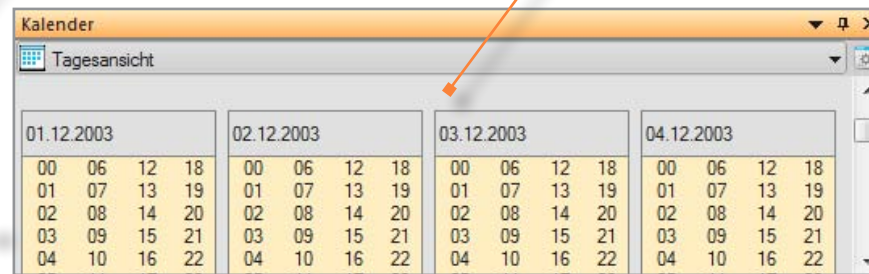 Kalender
Tagesansicht
01.12.2003 02.12.2003 03.12.2003 04.12.2003
00 06 12 18 00 06 12 18 00 06 12 18 00 06 12 18
01 07 13 19 01 07 13 19 01 07 13 19 01 07 13 19
02 08 14 20 02 08 14 20 02 08 14 20 02 08 14 20
03 09 15 21 03 09 15 21 03 09 15 21 03 09 15 21
04 10 16 22 04 10 16 22 04 10 16 22 04 10 16 22